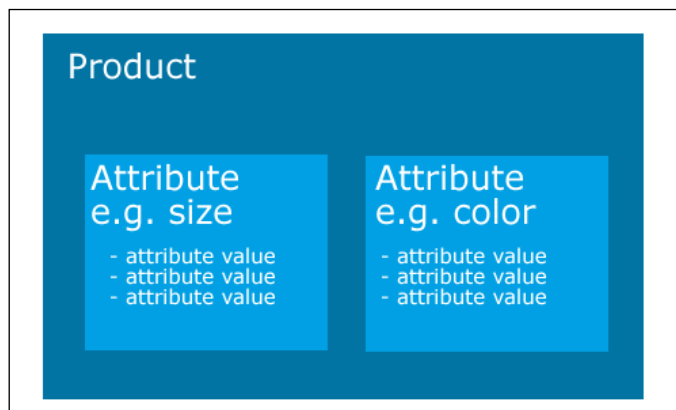 Product
Attribute
e.g. size
- attribute value
- attribute value
- attribute value
Attribute
e.g. color
- attribute value
- attribute value
- attribute value